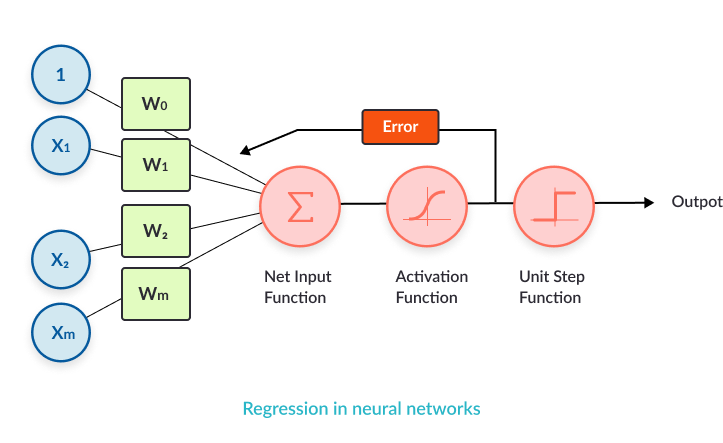 1
W₀
X₁
W₁
Error
Σ
Outpot
X₂
W₂
Wm
Xm
Net Input
Function
Activation
Function
Unit Step
Function
Regression in neural networks